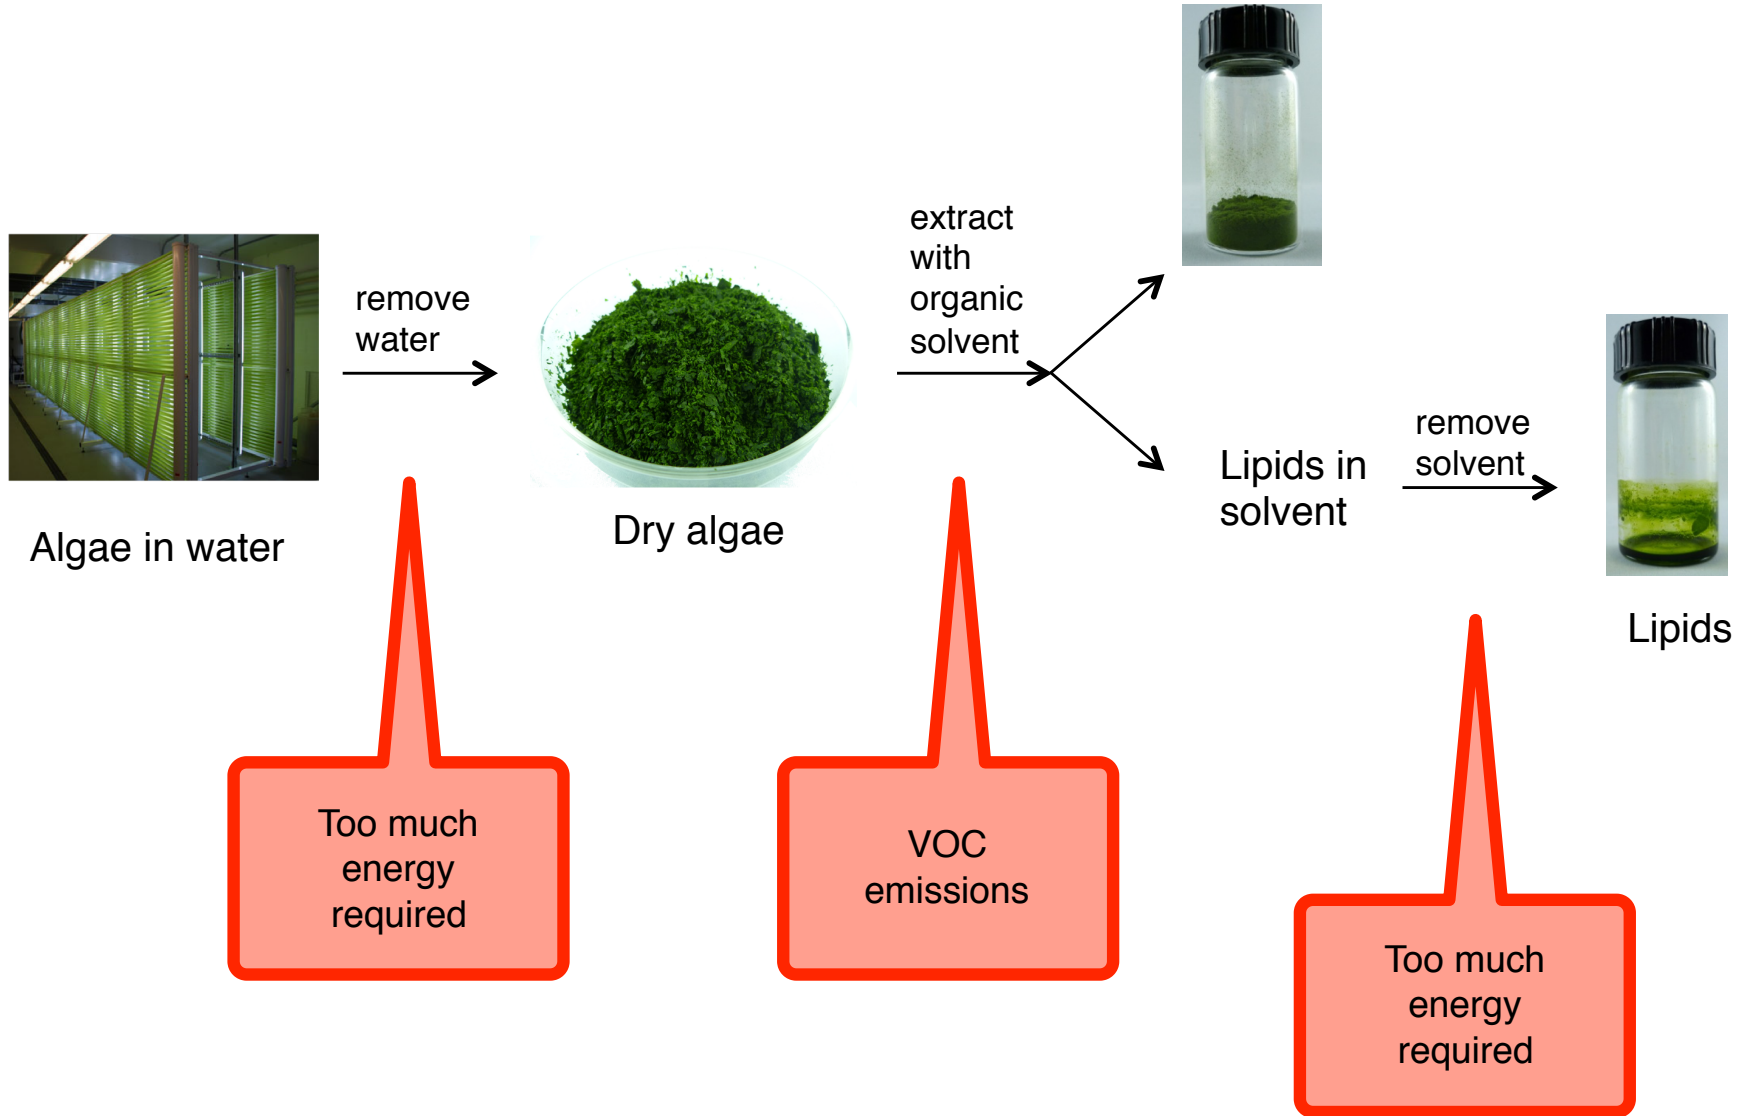 extract
with
organic
solvent
remove
water
remove
solvent
Lipids in
solvent
Algae in water
Dry algae
Lipids
Too much
energy
required
VOC
emissions
Too much
energy
required